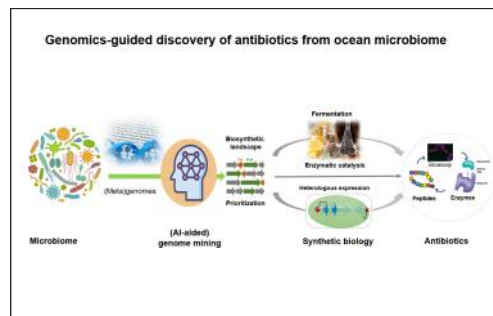 Genomics-guided discovery of antibiotics from ocean microbiome
Fermentation
Biosynthetic
landscape
Enzymatic catalysis
(Meta)genomes
Heterologous expression
Prioritization
Peptides
Enzymes
Microbiome
(AI-aided)
genome mining
Synthetic biology
Antibiotics